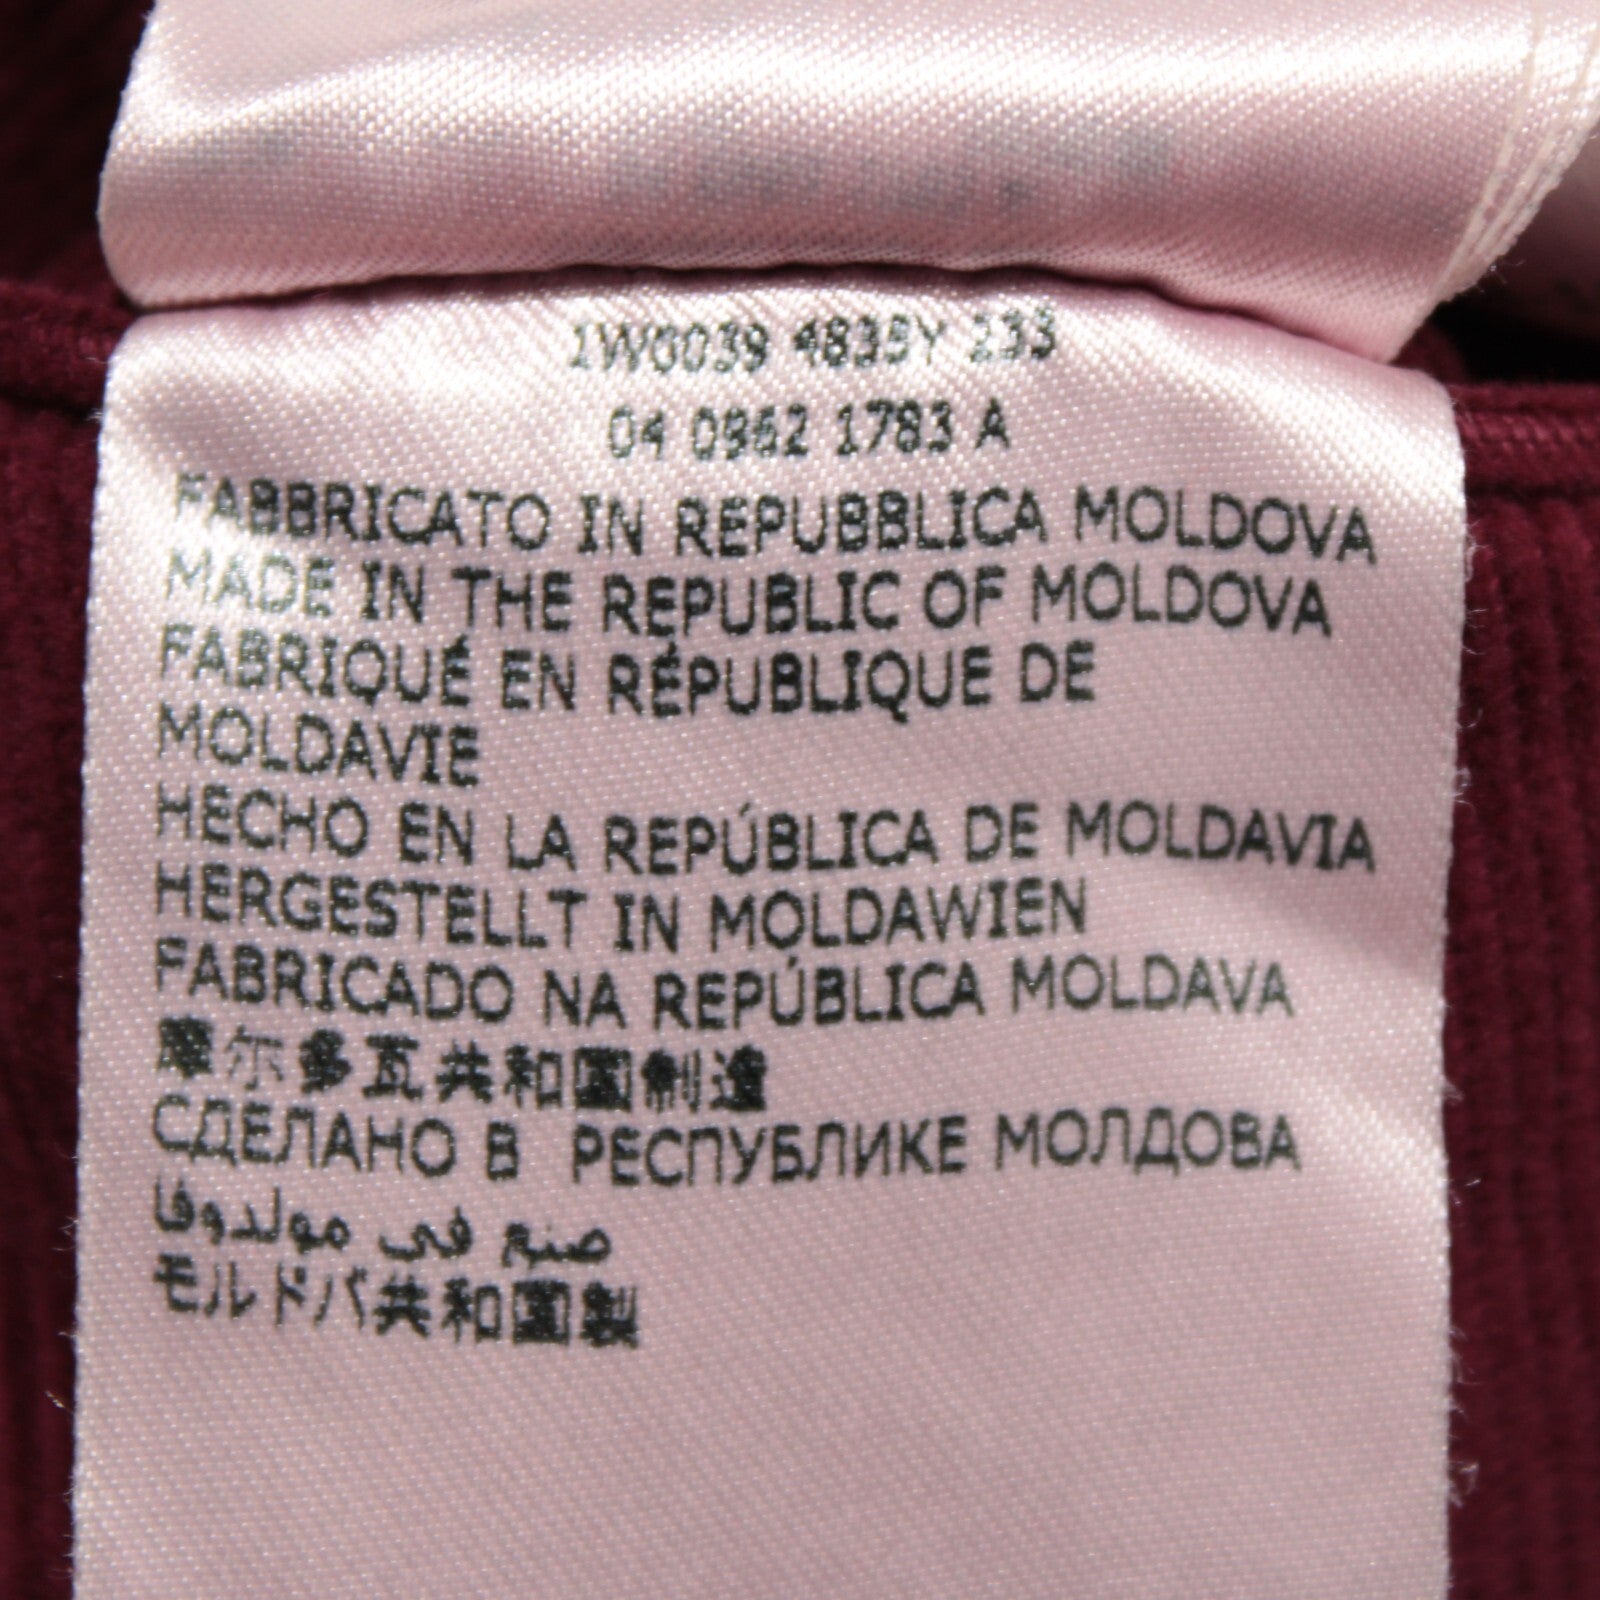 1W0039 4835Y 233
04 0962 1783 A
FABBRICATO IN REPUBBLICA MOLDOVA
MADE IN THE REPUBLIC OF MOLDOVA
FABRIQUÉ EN RÉPUBLIQUE DE
MOLDAVIE
HECHO EN LA REPÚBLICA DE MOLDAVIA
HERGESTELLT IN MOLDAWIEN
FABRICADO NA REPÚBLICA MOLDAVA
摩尔多瓦共和国制造
СДЕЛАНО В РЕСПУБЛИКЕ МОЛДОВА
صنع في مولدوفا
モルドバ共和国製